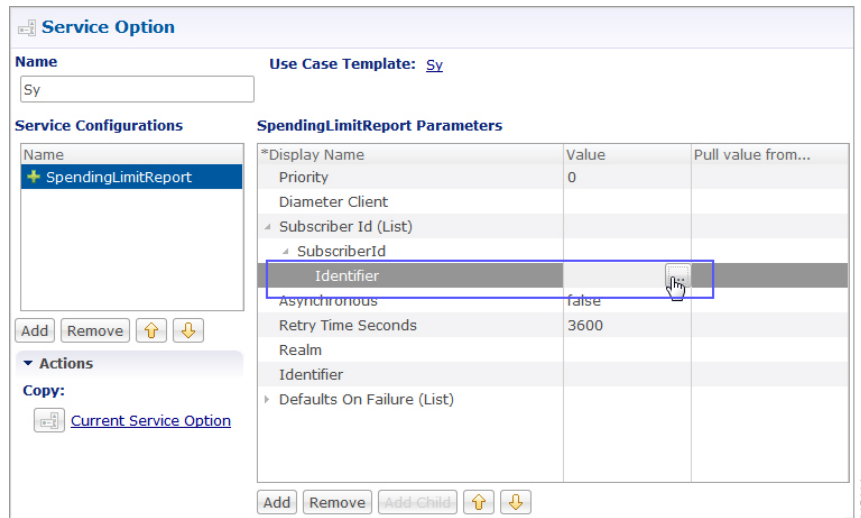 Service Option
Name
Use Case Template: Sy
Sy
Service Configurations
SpendingLimitReport Parameters
Name
*Display Name Value Pull value from...
SpendingLimitReport
Priority 0
Diameter Client
Subscriber Id (List)
SubscriberId
Identifier ...
Asynchronous false
Retry Time Seconds 3600
Realm
Identifier
Defaults On Failure (List)
Add Remove
Actions
Copy:
Current Service Option
Add Remove Add Child